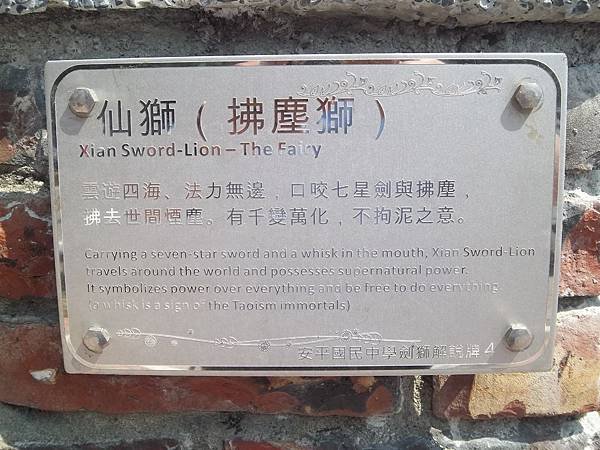 仙獅（拂塵獅）
Xian Sword-Lion – The Fairy
雲遊四海、法力無邊，口咬七星劍與拂塵，
拂去世間煙塵。有千變萬化，不拘泥之意。
Carrying a seven-star sword and a whisk in the mouth, Xian Sword-Lion
travels around the world and possesses supernatural power.
It symbolizes power over everything and be free to do everything
(a whisk is a sign of the Taoism immortals)
安平國民中學劍獅解說牌 4